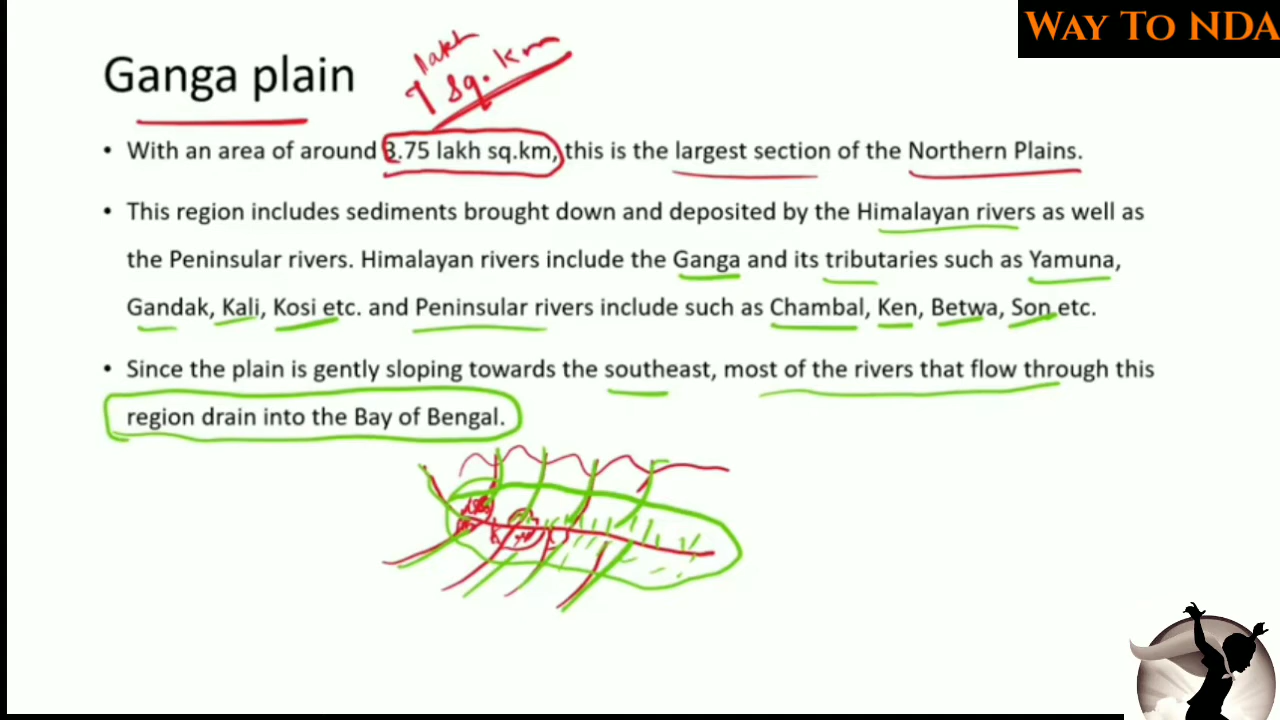 Way To NDA
Ganga plain
lakh
7 sq. km
• With an area of around 3.75 lakh sq.km, this is the largest section of the Northern Plains.
• This region includes sediments brought down and deposited by the Himalayan rivers as well as
the Peninsular rivers. Himalayan rivers include the Ganga and its tributaries such as Yamuna,
Gandak, Kali, Kosi etc. and Peninsular rivers include such as Chambal, Ken, Betwa, Son etc.
• Since the plain is gently sloping towards the southeast, most of the rivers that flow through this
region drain into the Bay of Bengal.